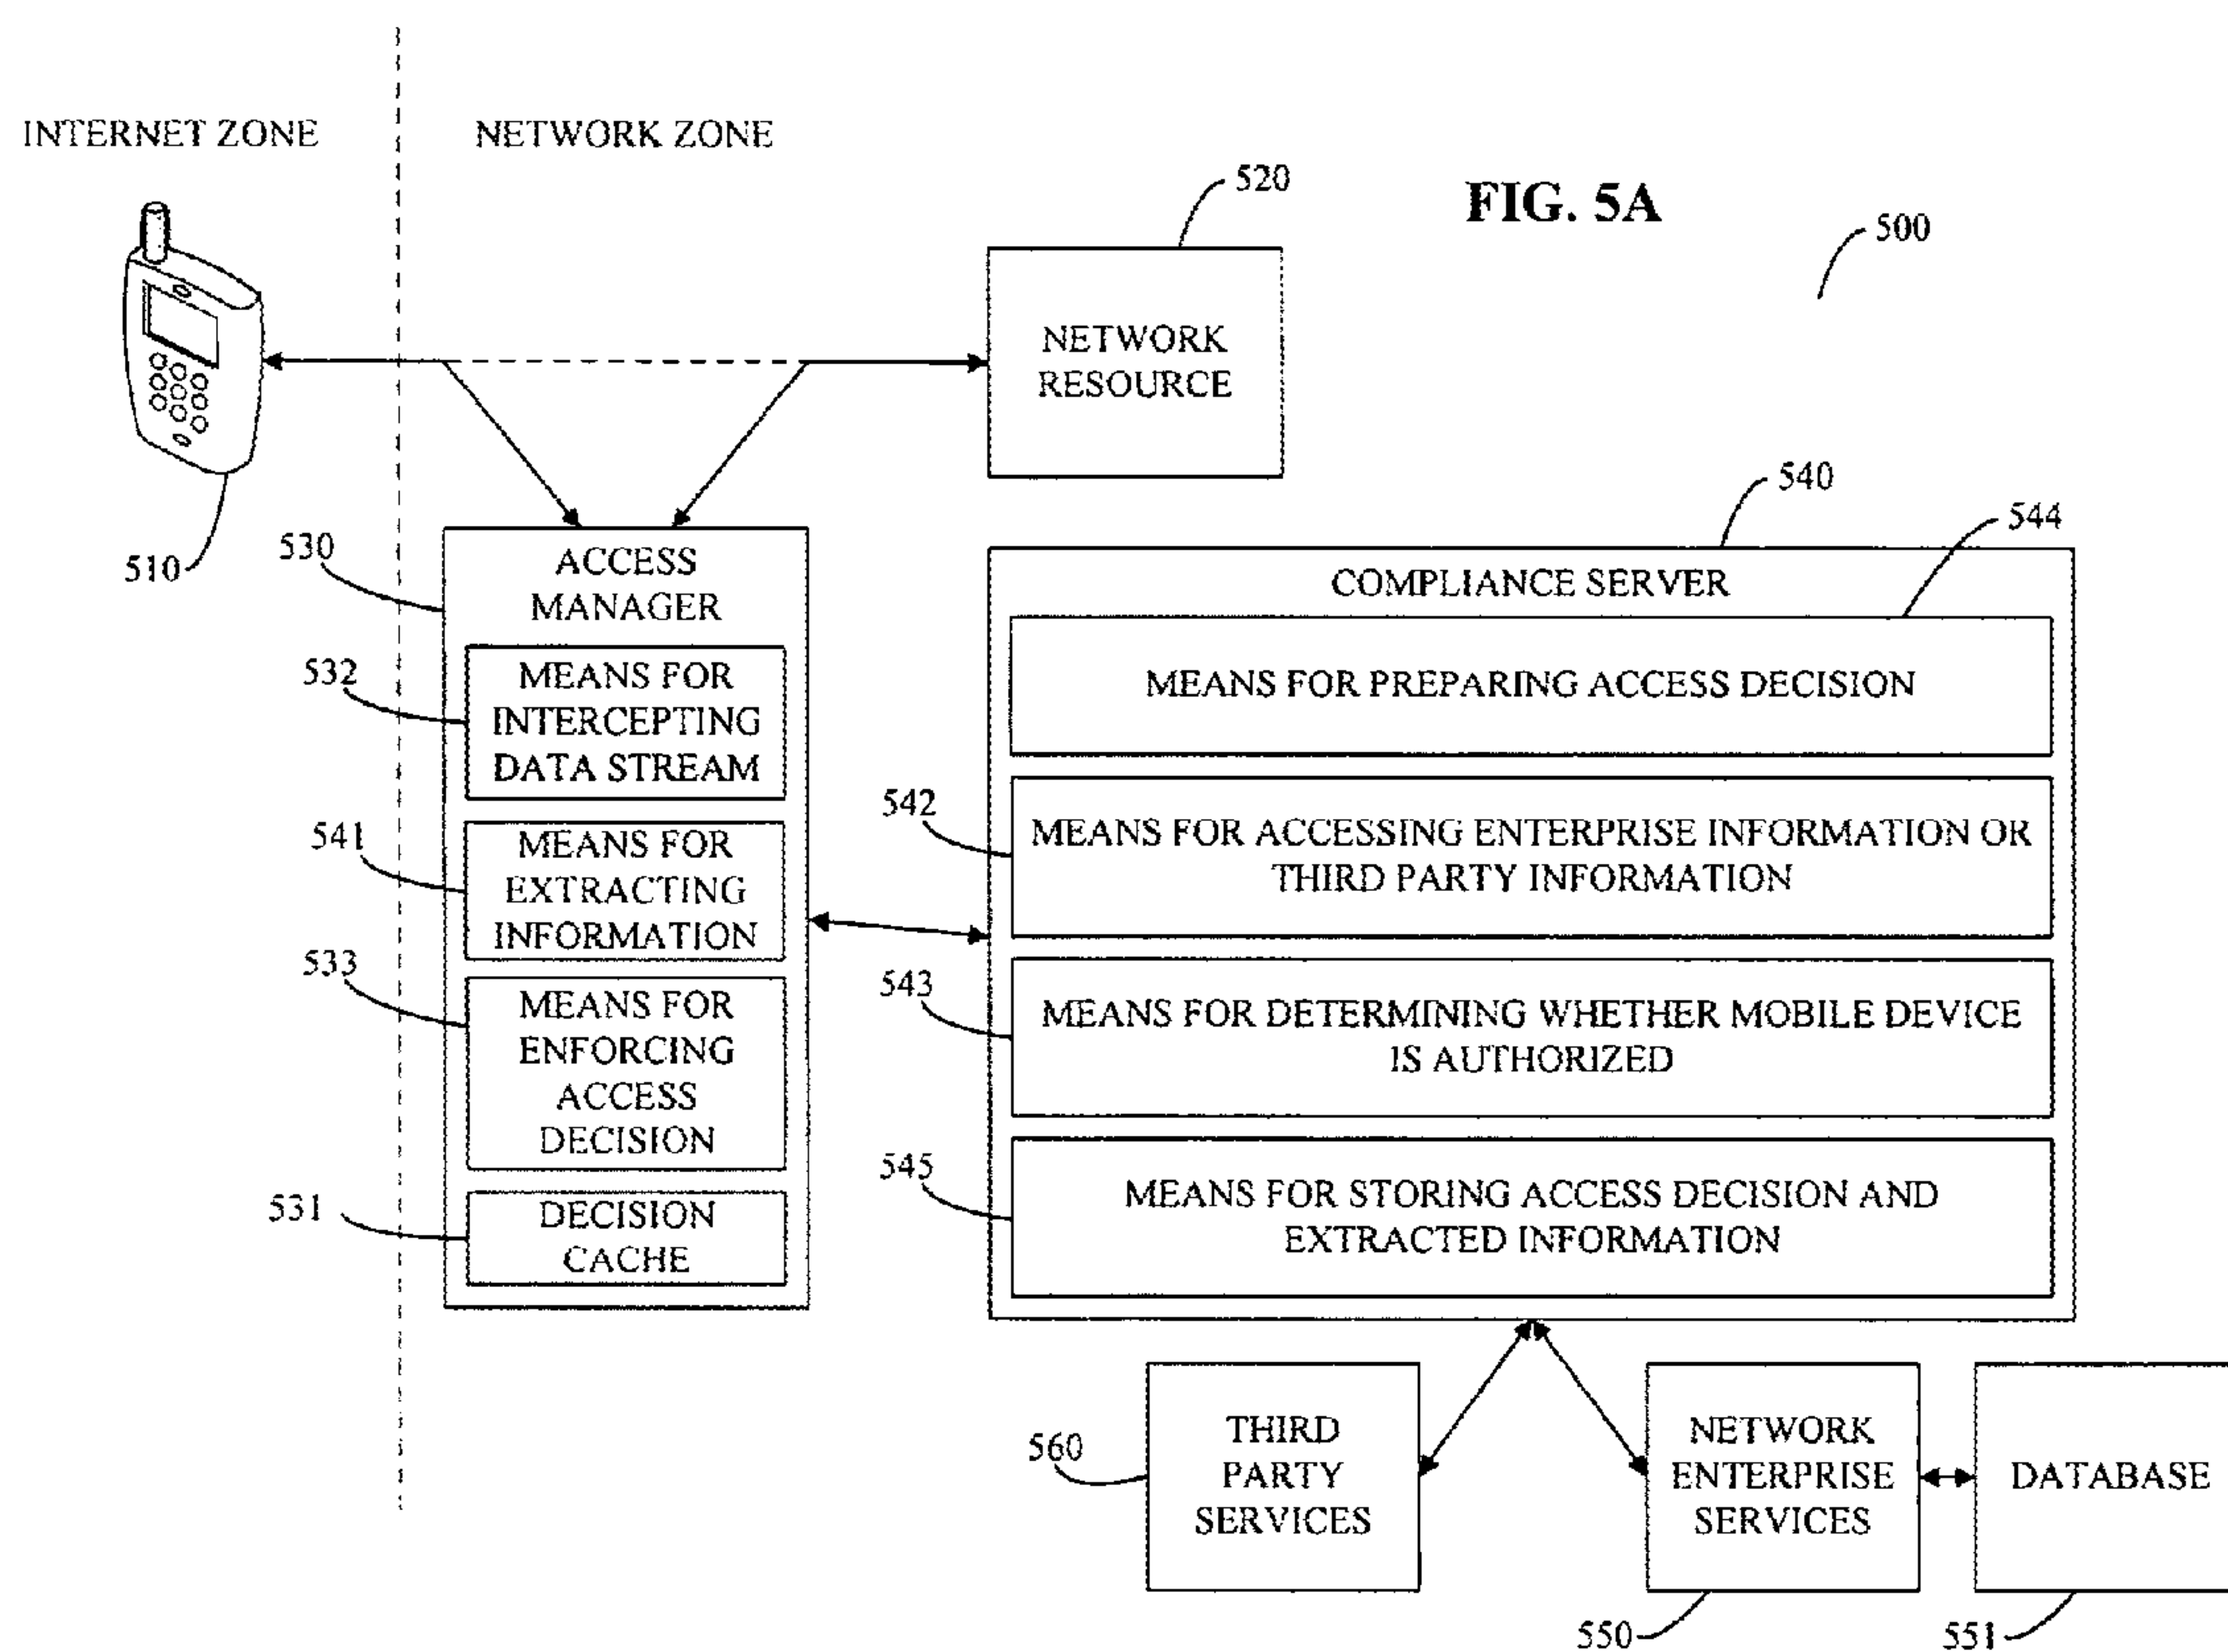 INTERNET ZONE
NETWORK ZONE
FIG. 5A
500
520
NETWORK
RESOURCE
510
530
ACCESS
MANAGER
532
MEANS FOR
INTERCEPTING
DATA STREAM
541
MEANS FOR
EXTRACTING
INFORMATION
533
MEANS FOR
ENFORCING
ACCESS
DECISION
531
DECISION
CACHE
540
544
COMPLIANCE SERVER
MEANS FOR PREPARING ACCESS DECISION
542
MEANS FOR ACCESSING ENTERPRISE INFORMATION OR
THIRD PARTY INFORMATION
543
MEANS FOR DETERMINING WHETHER MOBILE DEVICE
IS AUTHORIZED
545
MEANS FOR STORING ACCESS DECISION AND
EXTRACTED INFORMATION
560
THIRD
PARTY
SERVICES
NETWORK
ENTERPRISE
SERVICES
DATABASE
550
551